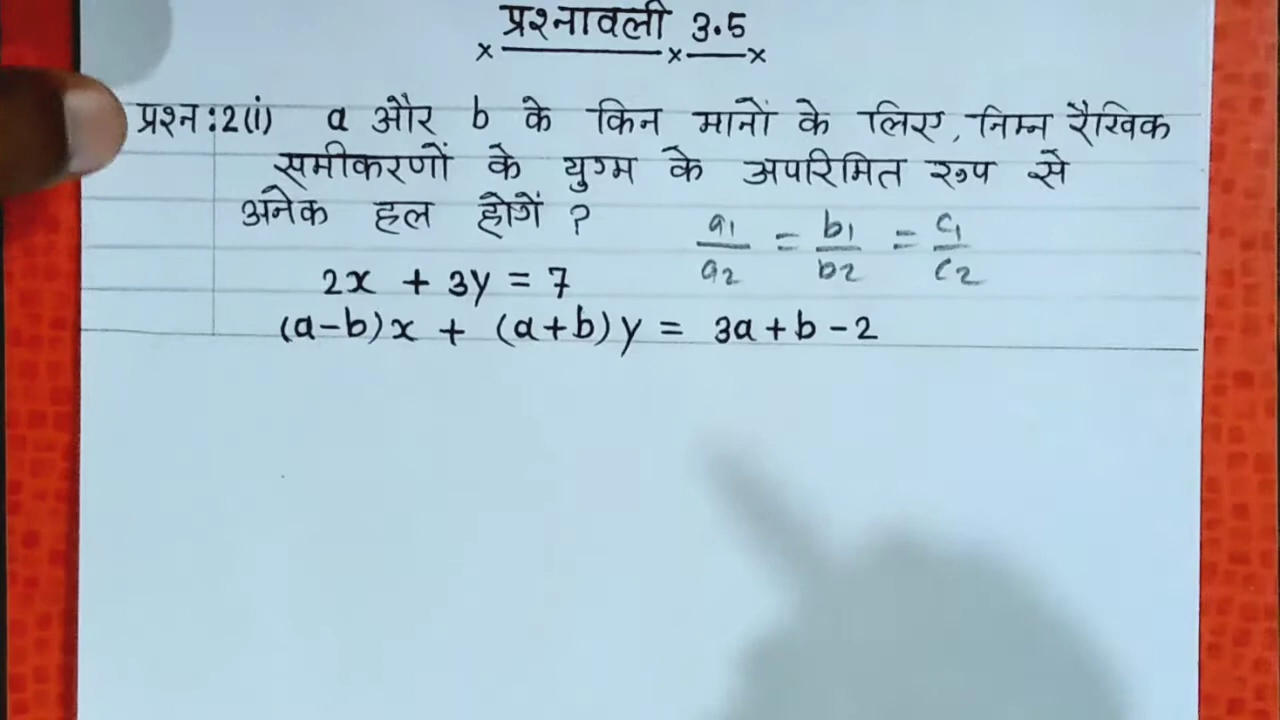 प्रश्नावली 3.5
प्रश्न:2(i) a और b के किन मानों के लिए, निम्न रैखिक
समीकरणों के युग्म के अपरिमित रूप से
अनेक हल होगें ?
a₁/a₂ = b₁/b₂ = c₁/c₂
2x + 3y = 7
(a-b)x + (a+b)y = 3a+b-2